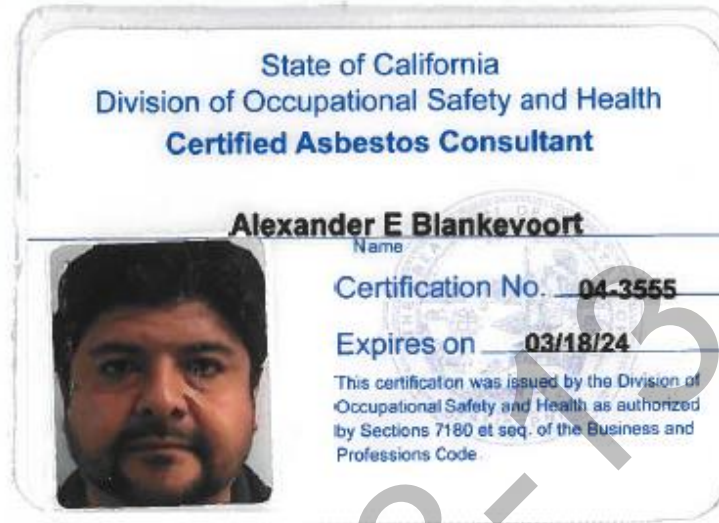 State of California
Division of Occupational Safety and Health
Certified Asbestos Consultant
Alexander E Blankevoort
Name
Certification No. 04-3555
Expires on 03/18/24
This certification was issued by the Division of
Occupational Safety and Health as authorized
by Sections 7180 et seq. of the Business and
Professions Code